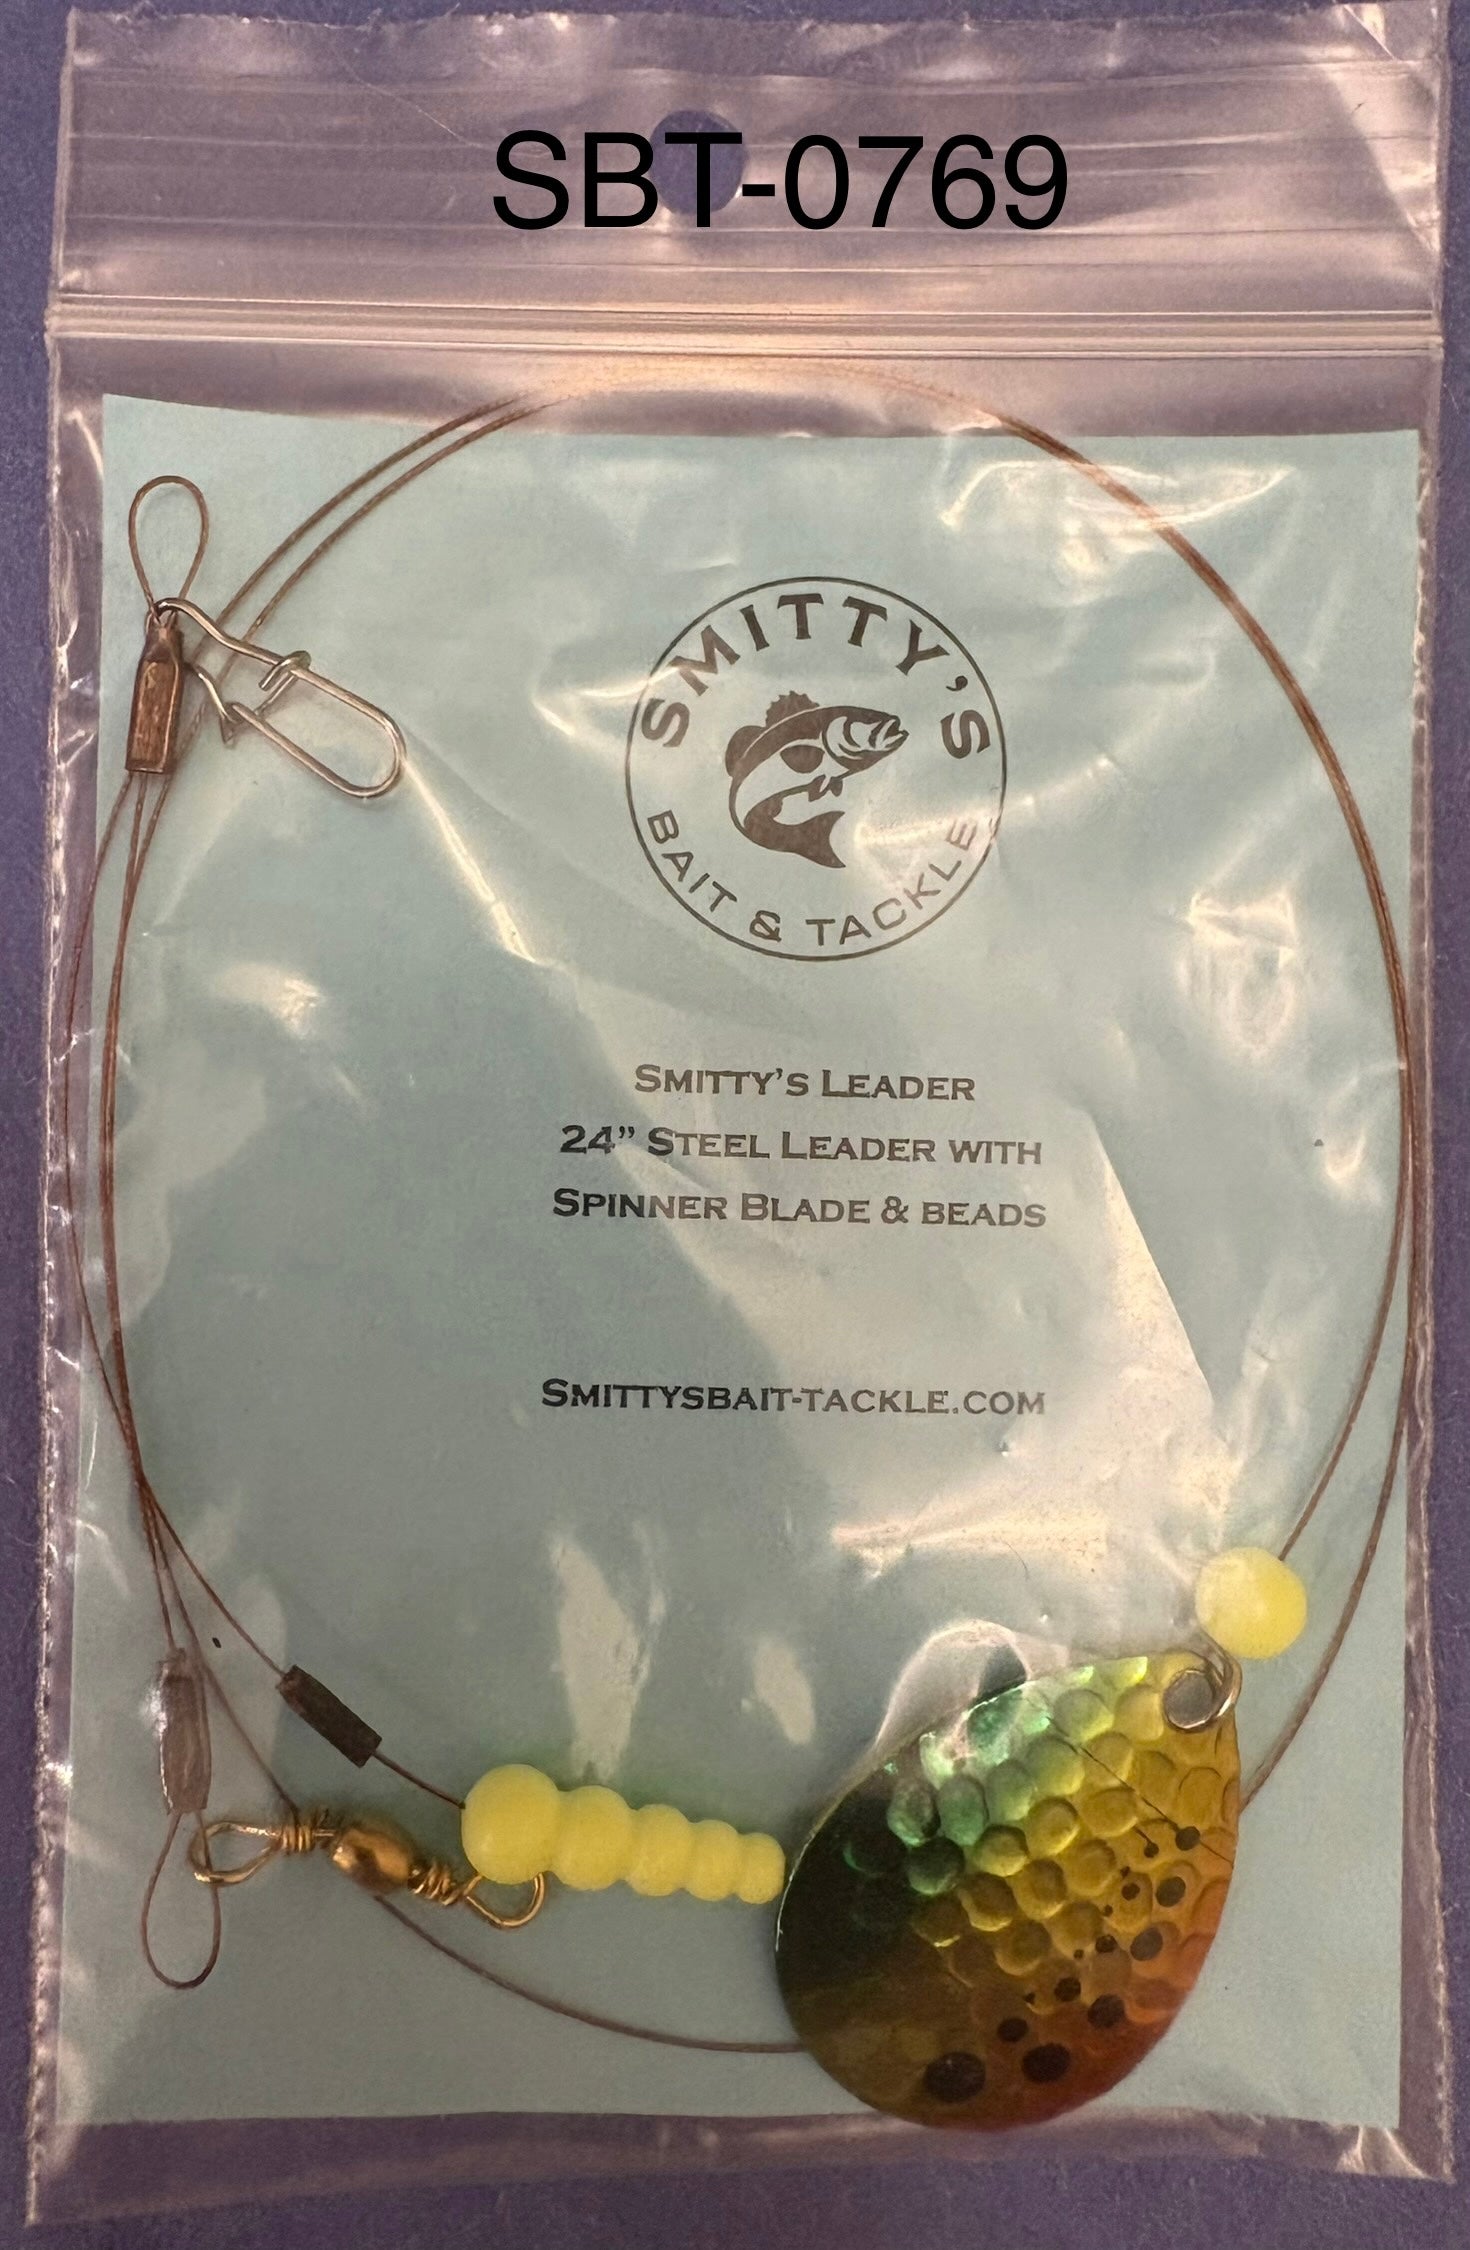 SBT-0769
SMITTY'S
BAIT & TACKLE
SMITTY'S LEADER
24” STEEL LEADER WITH
SPINNER BLADE & BEADS
SMITTYSBAIT-TACKLE.COM